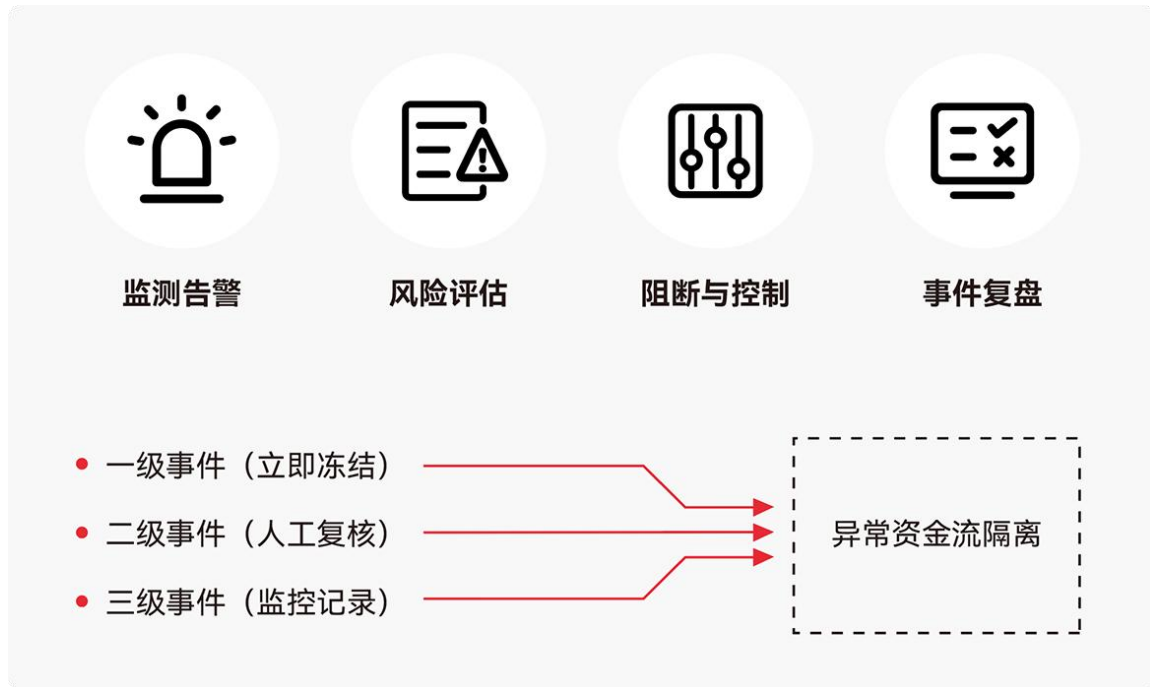 监测告警
风险评估
阻断与控制
事件复盘
一级事件（立即冻结）
二级事件（人工复核）
三级事件（监控记录）
异常资金流隔离